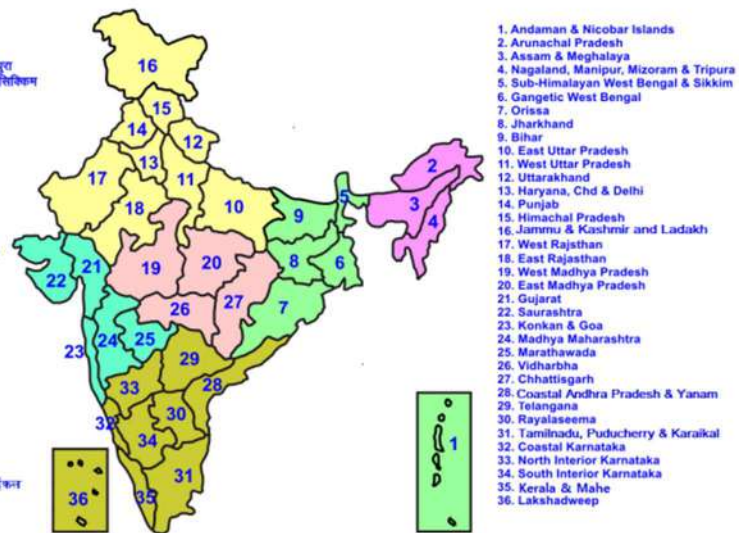 पुरा
सिक्किम
16
15
14
12
13
2
17
11
5
3
18
10
9
4
21
19
20
8
6
22
26
27
7
23
24
25
29
33
28
32
30
34
1
31
36
35
1. Andaman & Nicobar Islands
2. Arunachal Pradesh
3. Assam & Meghalaya
4. Nagaland, Manipur, Mizoram & Tripura
5. Sub-Himalayan West Bengal & Sikkim
6. Gangetic West Bengal
7. Orissa
8. Jharkhand
9. Bihar
10. East Uttar Pradesh
11. West Uttar Pradesh
12. Uttarakhand
13. Haryana, Chd & Delhi
14. Punjab
15. Himachal Pradesh
16. Jammu & Kashmir and Ladakh
17. West Rajsthan
18. East Rajasthan
19. West Madhya Pradesh
20. East Madhya Pradesh
21. Gujarat
22. Saurashtra
23. Konkan & Goa
24. Madhya Maharashtra
25. Marathawada
26. Vidharbha
27. Chhattisgarh
28. Coastal Andhra Pradesh & Yanam
29. Telangana
30. Rayalaseema
31. Tamilnadu, Puducherry & Karaikal
32. Coastal Karnataka
33. North Interior Karnataka
34. South Interior Karnataka
35. Kerala & Mahe
36. Lakshadweep